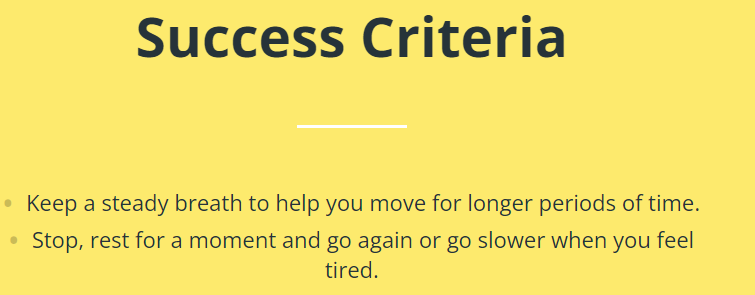 Success Criteria
Keep a steady breath to help you move for longer periods of time.
Stop, rest for a moment and go again or go slower when you feel
tired.